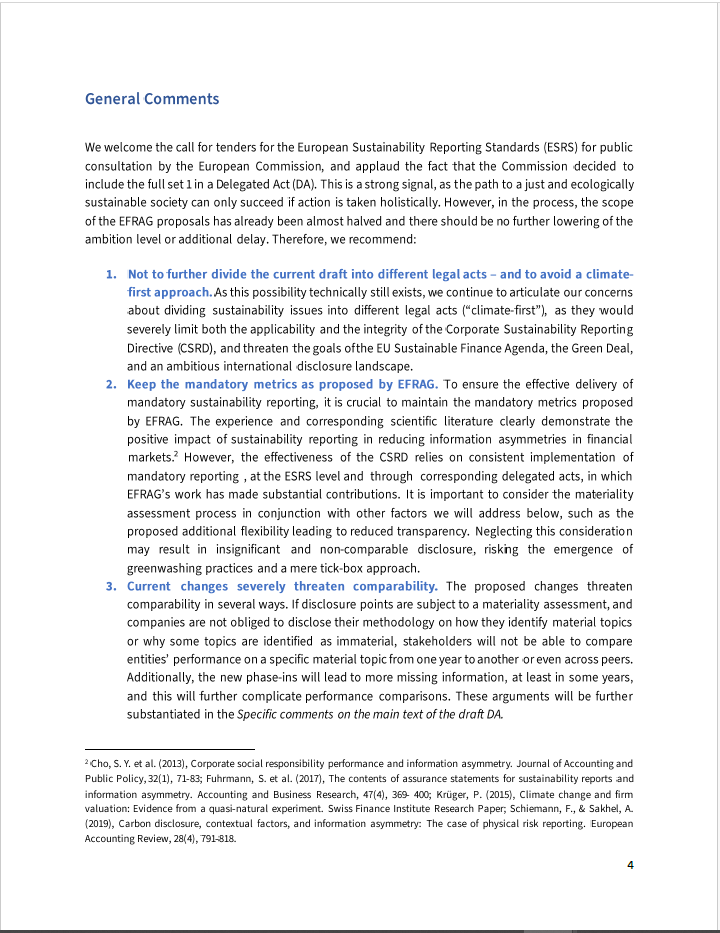 General Comments
We welcome the call for tenders for the European Sustainability Reporting Standards (ESRS) for public
consultation by the European Commission, and applaud the fact that the Commission decided to
include the full set 1 in a Delegated Act (DA). This is a strong signal, as the path to a just and ecologically
sustainable society can only succeed if action is taken holistically. However, in the process, the scope
of the EFRAG proposals has already been almost halved and there should be no further lowering of the
ambition level or additional delay. Therefore, we recommend:
1. Not to further divide the current draft into different legal acts – and to avoid a climate-
first approach. As this possibility technically still exists, we continue to articulate our concerns
about dividing sustainability issues into different legal acts (“climate-first”), as they would
severely limit both the applicability and the integrity of the Corporate Sustainability Reporting
Directive (CSRD), and threaten the goals of the EU Sustainable Finance Agenda, the Green Deal,
and an ambitious international disclosure landscape.
2. Keep the mandatory metrics as proposed by EFRAG. To ensure the effective delivery of
mandatory sustainability reporting, it is crucial to maintain the mandatory metrics proposed
by EFRAG. The experience and corresponding scientific literature clearly demonstrate the
positive impact of sustainability reporting in reducing information asymmetries in financial
markets.² However, the effectiveness of the CSRD relies on consistent implementation of
mandatory reporting , at the ESRS level and through corresponding delegated acts, in which
EFRAG’s work has made substantial contributions. It is important to consider the materiality
assessment process in conjunction with other factors we will address below, such as the
proposed additional flexibility leading to reduced transparency. Neglecting this consideration
may result in insignificant and non-comparable disclosure, risking the emergence of
greenwashing practices and a mere tick-box approach.
3. Current changes severely threaten comparability. The proposed changes threaten
comparability in several ways. If disclosure points are subject to a materiality assessment, and
companies are not obliged to disclose their methodology on how they identify material topics
or why some topics are identified as immaterial, stakeholders will not be able to compare
entities’ performance on a specific material topic from one year to another or even across peers.
Additionally, the new phase-ins will lead to more missing information, at least in some years,
and this will further complicate performance comparisons. These arguments will be further
substantiated in the Specific comments on the main text of the draft DA.
² Cho, S. Y. et al. (2013), Corporate social responsibility performance and information asymmetry. Journal of Accounting and
Public Policy, 32(1), 71-83; Fuhrmann, S. et al. (2017), The contents of assurance statements for sustainability reports and
information asymmetry. Accounting and Business Research, 47(4), 369- 400; Krüger, P. (2015), Climate change and firm
valuation: Evidence from a quasi-natural experiment. Swiss Finance Institute Research Paper; Schiemann, F., & Sakhel, A.
(2019), Carbon disclosure, contextual factors, and information asymmetry: The case of physical risk reporting. European
Accounting Review, 28(4), 791-818.
4